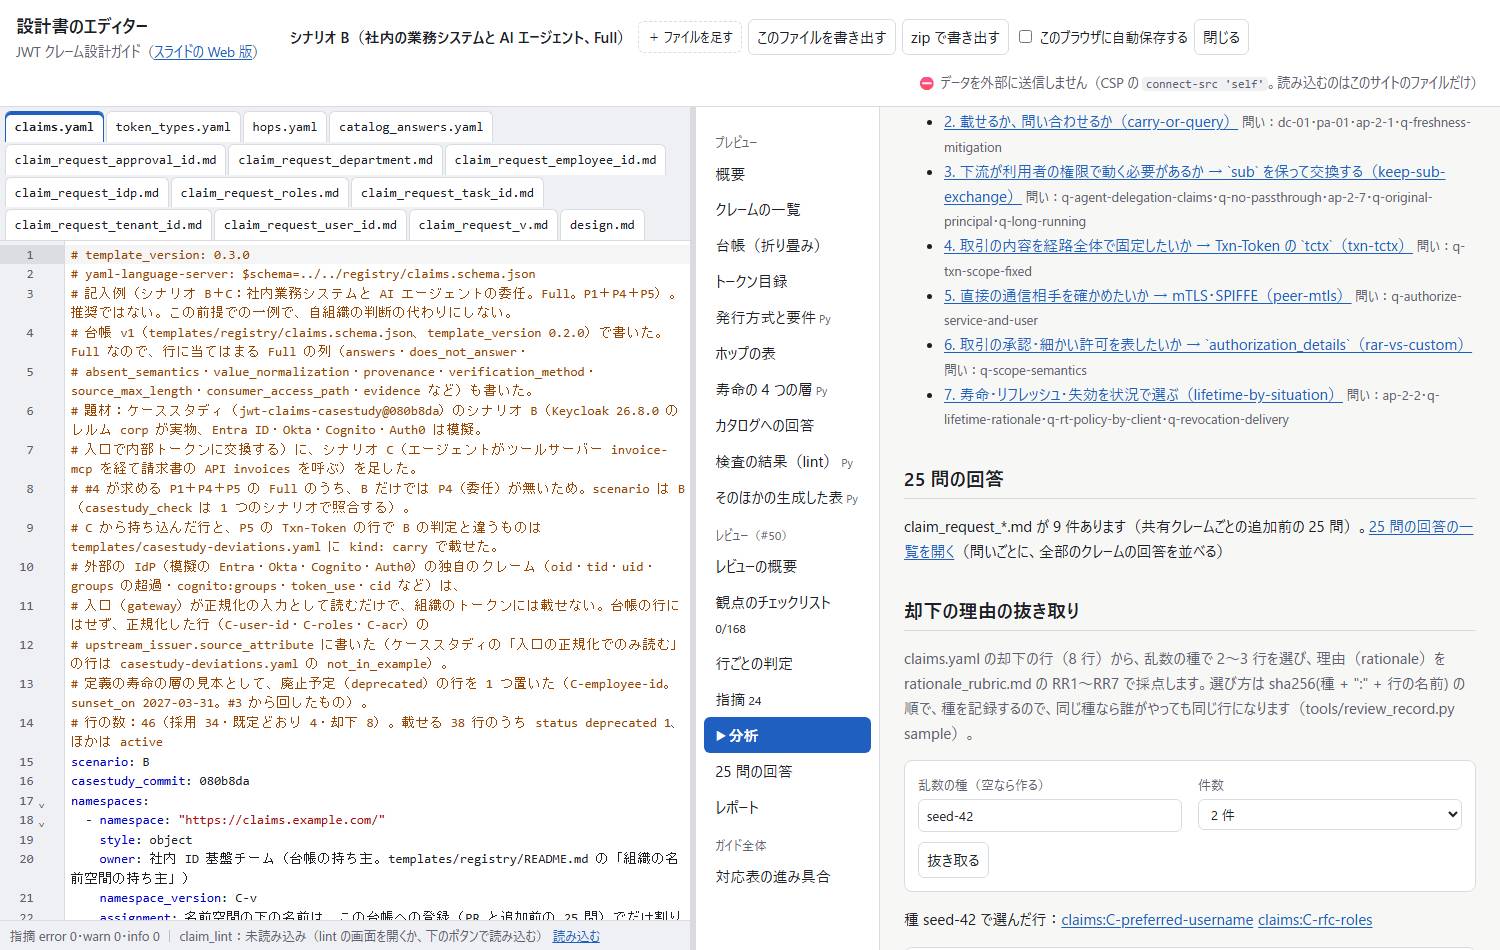 設計書のエディター
JWT クレーム設計ガイド（スライドの Web 版）
シナリオ B（社内の業務システムと AI エージェント、Full）
＋ ファイルを足す
このファイルを書き出す
zip で書き出す
このブラウザに自動保存する
閉じる
データを外部に送信しません（CSP の connect-src 'self'。読み込むのはこのサイトのファイルだけ）
claims.yaml
token_types.yaml
hops.yaml
catalog_answers.yaml
claim_request_approval_id.md
claim_request_department.md
claim_request_employee_id.md
claim_request_idp.md
claim_request_roles.md
claim_request_task_id.md
claim_request_tenant_id.md
claim_request_user_id.md
claim_request_v.md
design.md
1 # template_version: 0.3.0
2 # yaml-language-server: $schema=../../registry/claims.schema.json
3 # 記入例（シナリオ B＋C：社内業務システムと AI エージェントの委任。Full。P1＋P4＋P5）。
推奨ではない。この前提での一例で、自組織の判断の代わりにしない。
4 # 台帳 v1（templates/registry/claims.schema.json、template_version 0.2.0）で書いた。
Full なので、行に当てはまる Full の列（answers・does_not_answer・
5 # absent_semantics・value_normalization・provenance・verification_method・
source_max_length・consumer_access_path・evidence など）も書いた。
6 # 題材：ケーススタディ（jwt-claims-casestudy@080b8da）のシナリオ B（Keycloak 26.8.0 の
レルム corp が実物、Entra ID・Okta・Cognito・Auth0 は模擬。
7 # 入口で内部トークンに交換する）に、シナリオ C（エージェントがツールサーバー invoice-
mcp を経て請求書の API invoices を呼ぶ）を足した。
8 # #4 が求める P1＋P4＋P5 の Full のうち、B だけでは P4（委任）が無いため。scenario は B
（casestudy_check は 1 つのシナリオで照合する）。
9 # C から持ち込んだ行と、P5 の Txn-Token の行で B の判定と違うものは
templates/casestudy-deviations.yaml に kind: carry で載せた。
10 # 外部の IdP（模擬の Entra・Okta・Cognito・Auth0）の独自のクレーム（oid・tid・uid・
groups の超過・cognito:groups・token_use・cid など）は、
11 # 入口（gateway）が正規化の入力として読むだけで、組織のトークンには載せない。台帳の行に
はせず、正規化した行（C-user-id・C-roles・C-acr）の
12 # upstream_issuer.source_attribute に書いた（ケーススタディの「入口の正規化でのみ読む」
の行は casestudy-deviations.yaml の not_in_example）。
13 # 定義の寿命の層の見本として、廃止予定（deprecated）の行を 1 つ置いた（C-employee-id。
sunset_on 2027-03-31。#3 から回したもの）。
14 # 行の数：46（採用 34・既定どおり 4・却下 8）。載せる 38 行のうち status deprecated 1、
ほかは active
15 scenario: B
16 casestudy_commit: 080b8da
17 namespaces:
18 - namespace: "https://claims.example.com/"
19 style: object
20 owner: 社内 ID 基盤チーム（台帳の持ち主。templates/registry/README.md の「組織の名
前空間の持ち主」）
21 namespace_version: C-v
22 assignment: 名前空間の下の名前は、この台帳への登録（PR と追加前の 25 問）でだけ割り
指摘 error 0・warn 0・info 0 ｜ claim_lint：未読み込み（lint の画面を開くか、下のボタンで読み込む） 読み込む
プレビュー
概要
クレームの一覧
台帳（折り畳み）
トークン目録
発行方式と要件 Py
ホップの表
寿命の 4 つの層 Py
カタログへの回答
検査の結果（lint） Py
そのほかの生成した表 Py
レビュー（#50）
レビューの概要
観点のチェックリスト
0/168
行ごとの判定
指摘 24
▶ 分析
25 問の回答
レポート
ガイド全体
対応表の進み具合
2. 載せるか、問い合わせるか（carry-or-query） 問い：dc-01・pa-01・ap-2-1・q-freshness-
mitigation
3. 下流が利用者の権限で動く必要があるか → `sub` を保って交換する（keep-sub-
exchange） 問い：q-agent-delegation-claims・q-no-passthrough・ap-2-7・q-original-
principal・q-long-running
4. 取引の内容を経路全体で固定したいか → Txn-Token の `tctx`（txn-tctx） 問い：q-
txn-scope-fixed
5. 直接の通信相手を確かめたいか → mTLS・SPIFFE（peer-mtls） 問い：q-authorize-
service-and-user
6. 取引の承認・細かい許可を表したいか → `authorization_details`（rar-vs-custom）
問い：q-scope-semantics
7. 寿命・リフレッシュ・失効を状況で選ぶ（lifetime-by-situation） 問い：ap-2-2・q-
lifetime-rationale・q-rt-policy-by-client・q-revocation-delivery
25 問の回答
claim_request_*.md が 9 件あります（共有クレームごとの追加前の 25 問）。25 問の回答の一
覧を開く（問いごとに、全部のクレームの回答を並べる）
却下の理由の抜き取り
claims.yaml の却下の行（8 行）から、乱数の種で 2〜3 行を選び、理由（rationale）を
rationale_rubric.md の RR1〜RR7 で採点します。選び方は sha256(種 + ":" + 行の名前) の
順で、種を記録するので、同じ種なら誰がやっても同じ行になります（tools/review_record.py
sample）。
乱数の種（空なら作る）
件数
seed-42
2 件
抜き取る
種 seed-42 で選んだ行：claims:C-preferred-username claims:C-rfc-roles